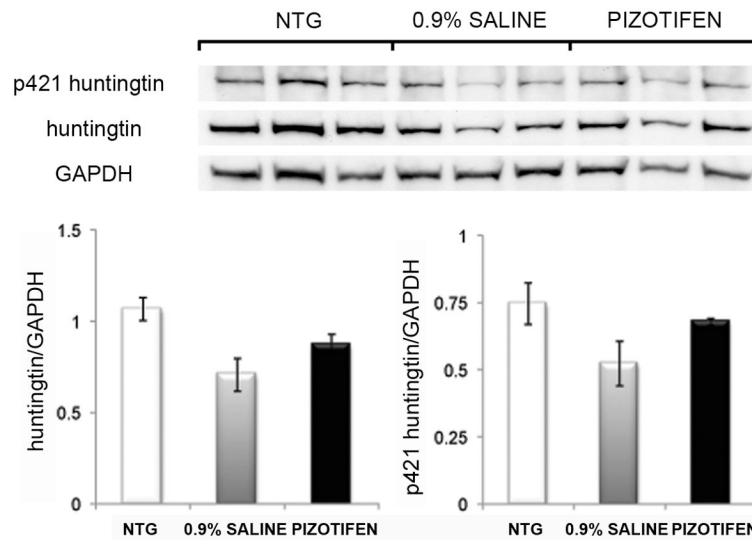 NTG 0.9% SALINE PIZOTIFEN
p421 huntingtin
huntingtin
GAPDH
huntingtin/GAPDH
1.5
1
0.5
0
NTG 0.9% SALINE PIZOTIFEN
p421 huntingtin/GAPDH
1
0.75
0.5
0.25
0
NTG 0.9% SALINE PIZOTIFEN